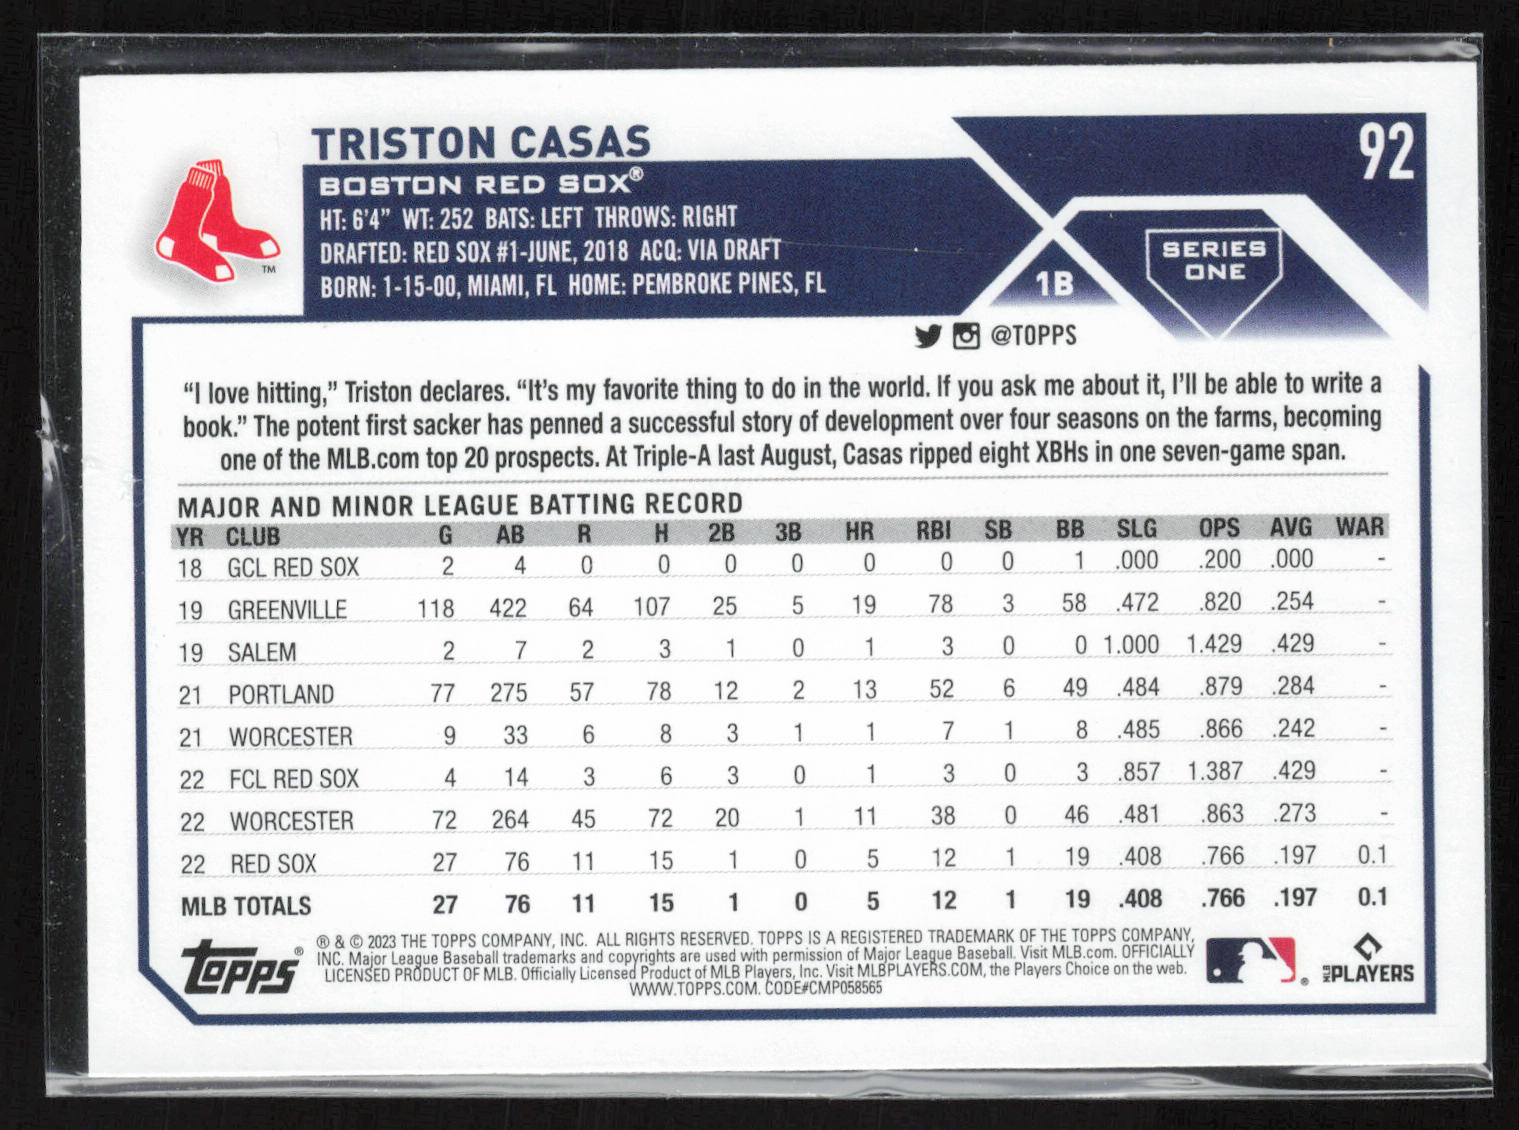 TRISTON CASAS
92
BOSTON RED SOX®
HT: 6'4" WT: 252 BATS: LEFT THROWS: RIGHT
DRAFTED: RED SOX #1-JUNE, 2018 ACQ: VIA DRAFT
BORN: 1-15-00, MIAMI, FL HOME: PEMBROKE PINES, FL
1B
SERIES
ONE
TM
@TOPPS
“I love hitting,” Triston declares. “It’s my favorite thing to do in the world. If you ask me about it, I’ll be able to write a
book.” The potent first sacker has penned a successful story of development over four seasons on the farms, becoming
one of the MLB.com top 20 prospects. At Triple-A last August, Casas ripped eight XBHs in one seven-game span.
MAJOR AND MINOR LEAGUE BATTING RECORD
YR CLUB G AB R H 2B 3B HR RBI SB BB SLG OPS AVG WAR
18 GCL RED SOX 2 4 0 0 0 0 0 0 0 1 .000 .200 .000 -
19 GREENVILLE 118 422 64 107 25 5 19 78 3 58 .472 .820 .254 -
19 SALEM 2 7 2 3 1 0 1 3 0 0 1.000 1.429 .429 -
21 PORTLAND 77 275 57 78 12 2 13 52 6 49 .484 .879 .284 -
21 WORCESTER 9 33 6 8 3 1 1 7 1 8 .485 .866 .242 -
22 FCL RED SOX 4 14 3 6 3 0 1 3 0 3 .857 1.387 .429 -
22 WORCESTER 72 264 45 72 20 1 11 38 0 46 .481 .863 .273 -
22 RED SOX 27 76 11 15 1 0 5 12 1 19 .408 .766 .197 0.1
MLB TOTALS 27 76 11 15 1 0 5 12 1 19 .408 .766 .197 0.1
topps®
® & © 2023 THE TOPPS COMPANY, INC. ALL RIGHTS RESERVED. TOPPS IS A REGISTERED TRADEMARK OF THE TOPPS COMPANY,
INC. Major League Baseball trademarks and copyrights are used with permission of Major League Baseball. Visit MLB.com. OFFICIALLY
LICENSED PRODUCT OF MLB. Officially Licensed Product of MLB Players, Inc. Visit MLBPLAYERS.COM, the Players Choice on the web.
WWW.TOPPS.COM. CODE#CMP058565
®
MLB PLAYERS